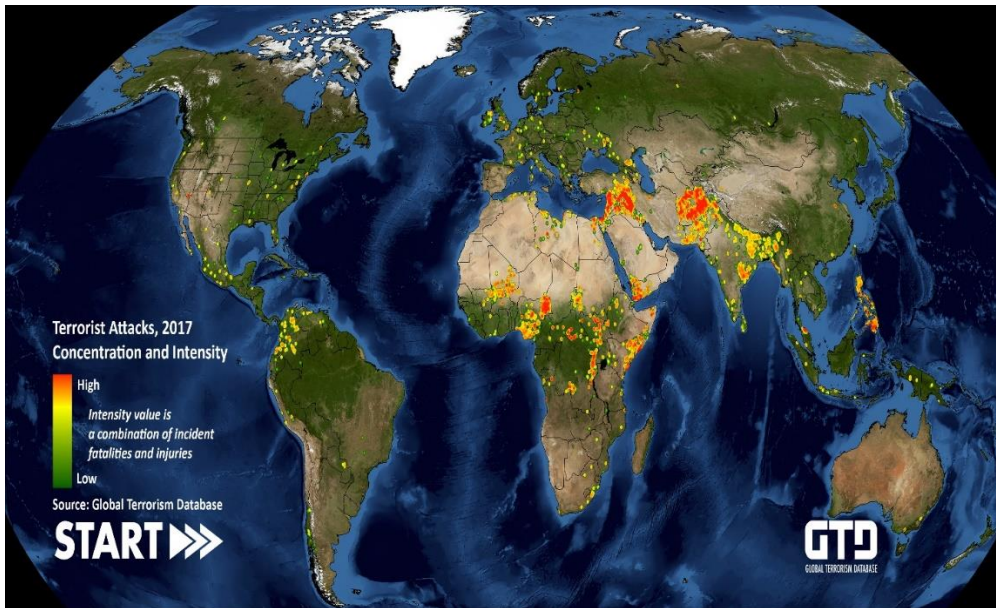 Terrorist Attacks, 2017
Concentration and Intensity
High
Intensity value is
a combination of incident
fatalities and injuries
Low
Source: Global Terrorism Database
START
GTD
GLOBAL TERRORISM DATABASE